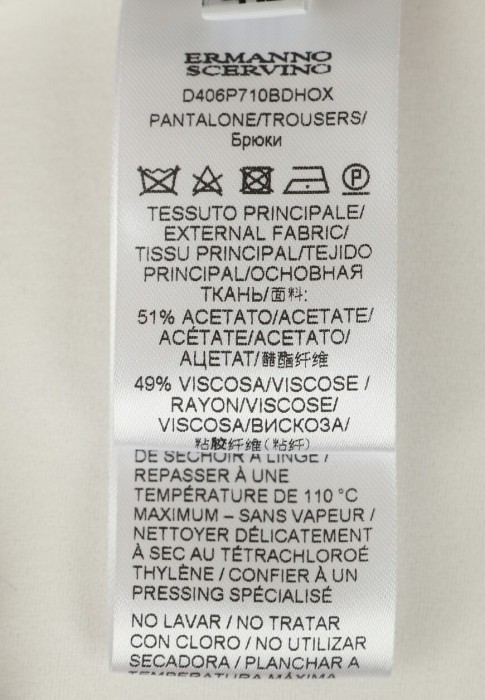 ERMANNO
SCERVINO
D406P710BDHOX
PANTALONE/TROUSERS/
Брюки
P
TESSUTO PRINCIPALE/
EXTERNAL FABRIC/
TISSU PRINCIPAL/TEJIDO
PRINCIPAL/ОСНОВНАЯ
ТКАНЬ/面料:
51% ACETATO/ACETATE/
ACÉTATE/ACETATO/
АЦЕТАТ/醋酯纤维
49% VISCOSA/VISCOSE /
RAYON/VISCOSE/
VISCOSA/ВИСКОЗА/
粘胶纤维(粘纤)
DE SÉCHOIR À LINGE /
REPASSER À UNE
TEMPÉRATURE DE 110 °C
MAXIMUM – SANS VAPEUR /
NETTOYER DÉLICATEMENT
À SEC AU TÉTRACHLOROÉ
THYLÈNE / CONFIER À UN
PRESSING SPÉCIALISÉ
NO LAVAR / NO TRATAR
CON CLORO / NO UTILIZAR
SECADORA / PLANCHAR A
TEMPERATURA MÁXIMA